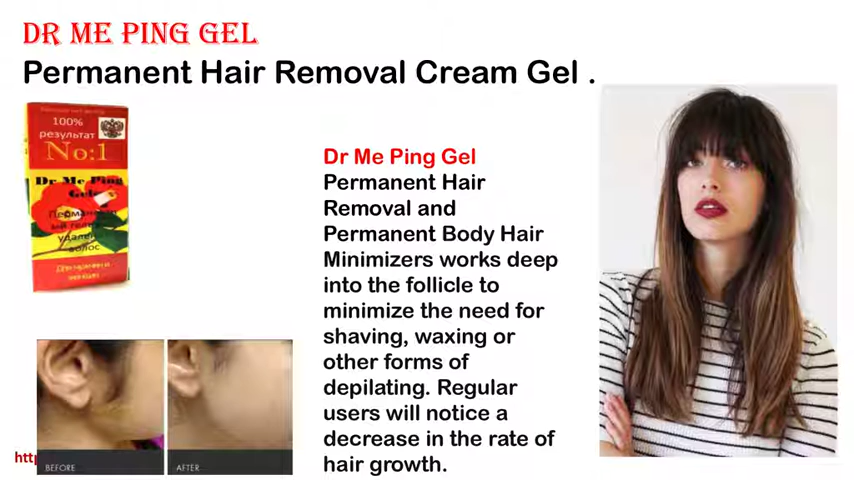 DR ME PING GEL
Permanent Hair Removal Cream Gel .
100%
результат
No:1
Dr Me Ping
Gel
Dr Me Ping Gel
Permanent Hair
Removal and
Permanent Body Hair
Minimizers works deep
into the follicle to
minimize the need for
shaving, waxing or
other forms of
depilating. Regular
users will notice a
decrease in the rate of
hair growth.
htt
BEFORE
AFTER